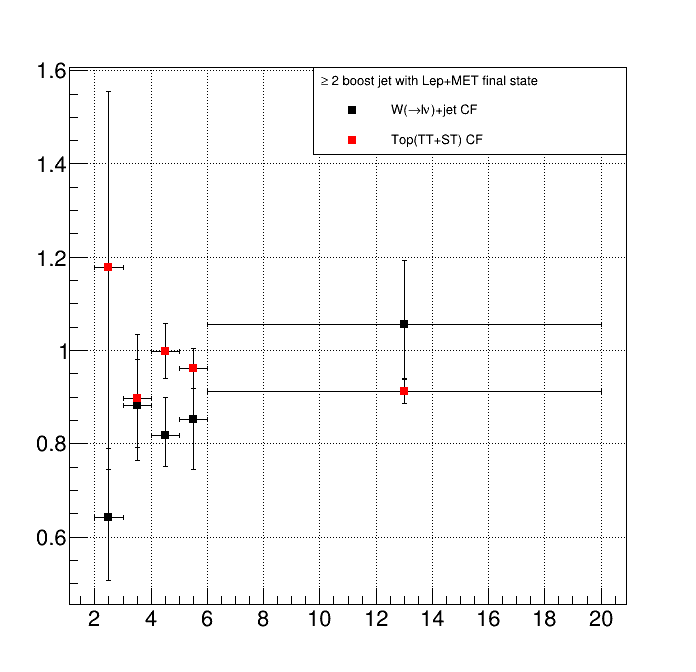 1.6
≥ 2 boost jet with Lep+MET final state
W(→lν)+jet CF
Top(TT+ST) CF
1.4
1.2
1
0.8
0.6
2 4 6 8 10 12 14 16 18 20